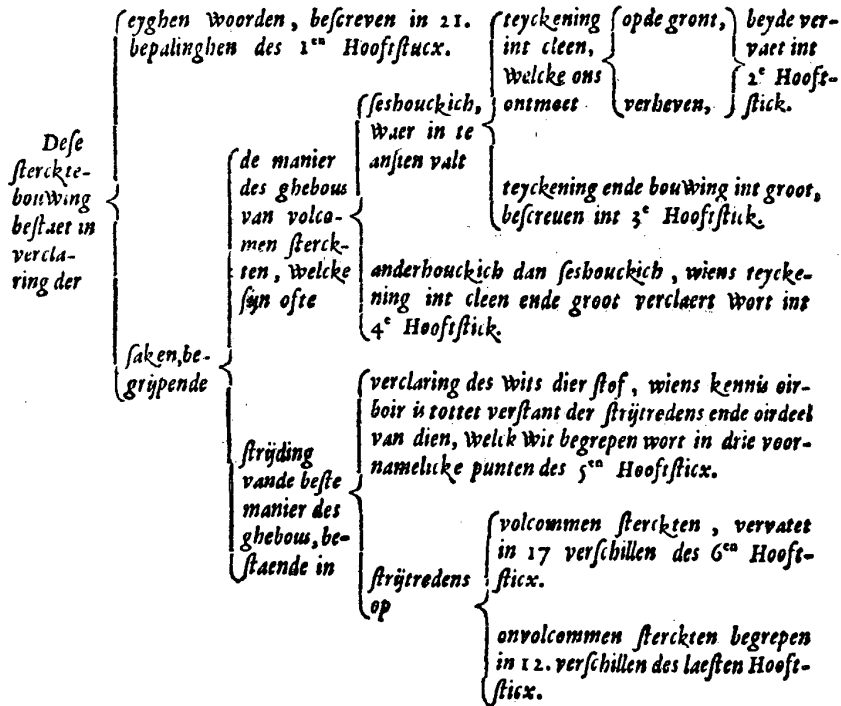 Dese
sterckte-
bouwing
bestaet in
verclа-
ring der
eyghen woorden, bescreven in 21.
bepalinghen des 1en Hooftstucx.
saken,be-
grijpende
de manier
des ghebous
van volco-
men sterck-
ten, welcke
sijn ofte
seshouckich,
waer in te
ansien valt
teyckening
int cleen,
welcke ons
ontmoet
opde gront,
verheven,
beyde ver-
vaet int
2e Hooft-
stick.
teyckening ende bouwing int groot,
bescreuen int 3e Hooftstick.
anderhouckich dan seshouckich, wiens teycke-
ning int cleen ende groot verclaert wort int
4e Hooftstick.
strijding
vande beste
manier des
ghebous,be-
staende in
verclaring des wits dier stof, wiens kennis oir-
boir is tottet verstant der strijtredens ende oirdeel
van dien, welck wit begrepen wort in drie voor-
namelicke punten des 5en Hooftsticx.
strijtredens
op
volcommen sterckten, vervatet
in 17 verschillen des 6en Hooft-
sticx.
onvolcommen sterckten begrepen
in 12. verschillen des laesten Hooft-
sticx.